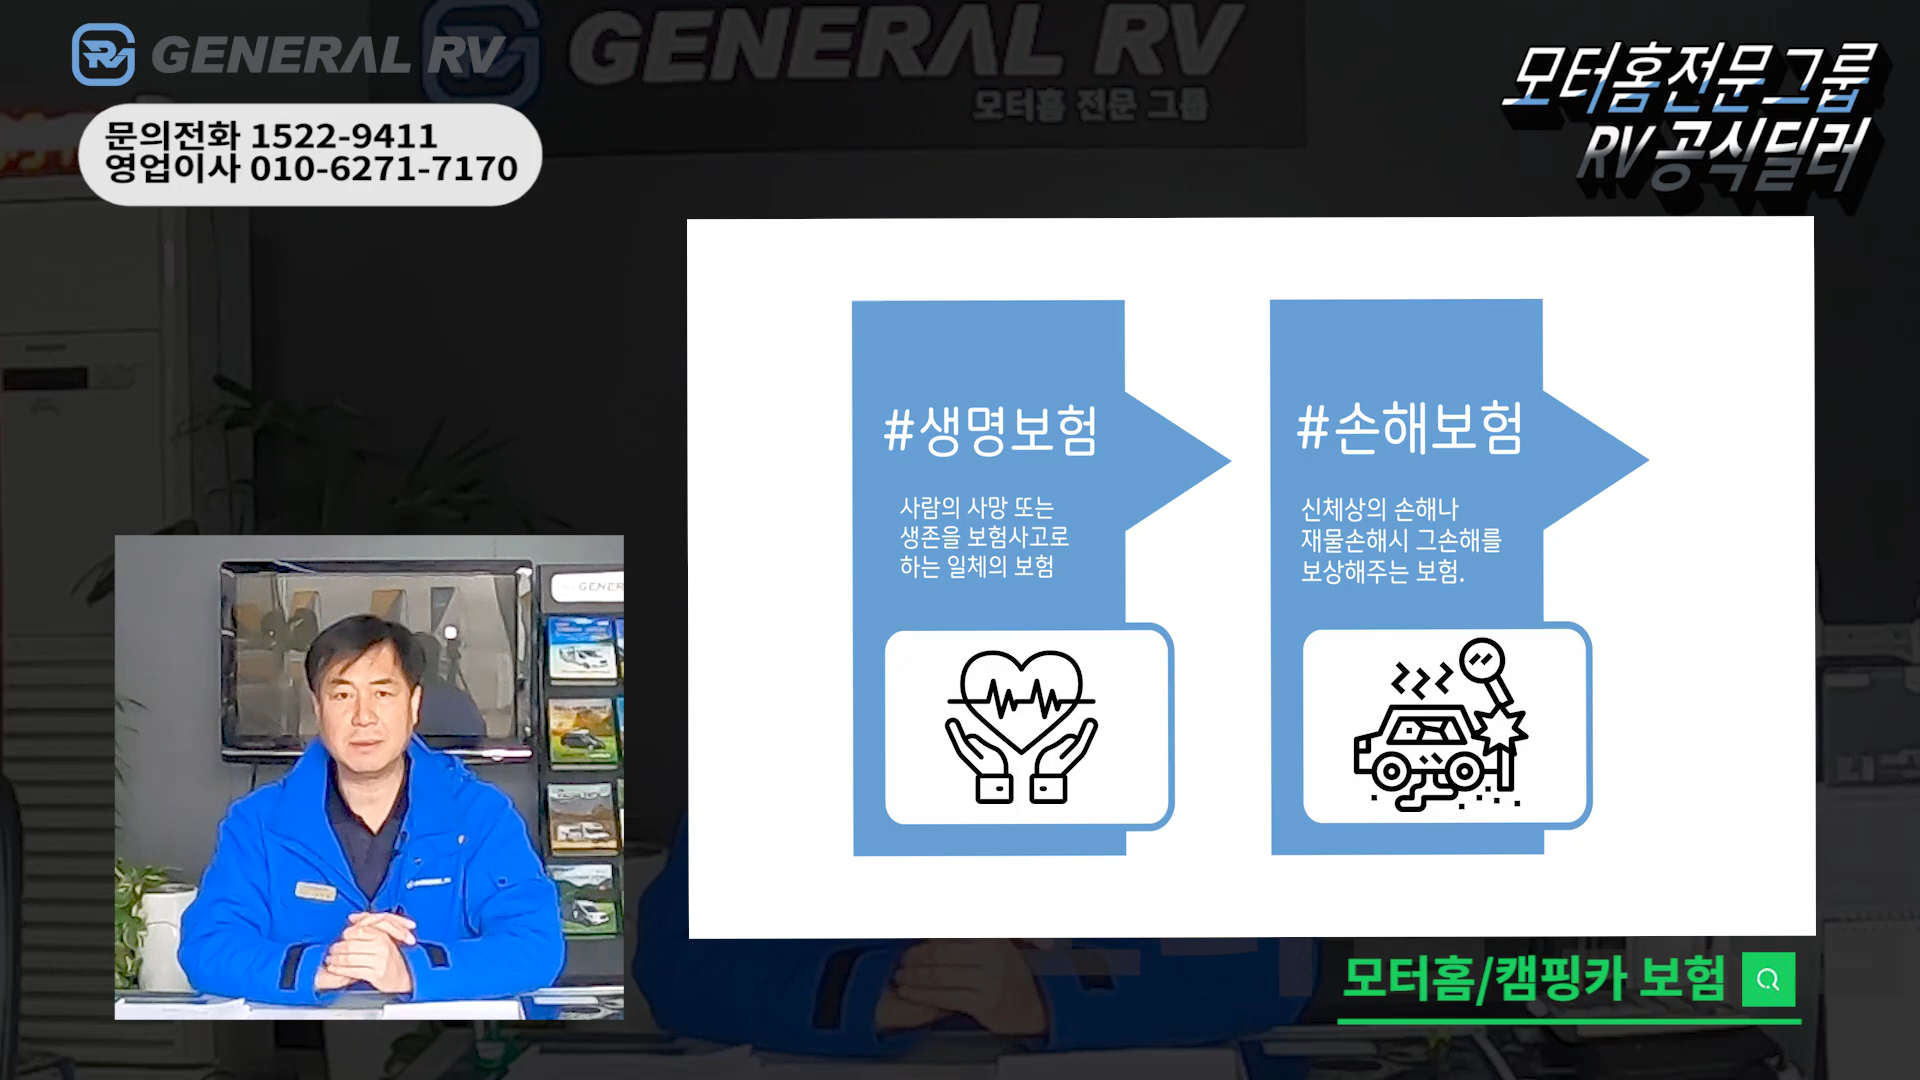 GENERAL RV
문의전화 1522-9411
영업이사 010-6271-7170
GENERAL RV
모터홈 전문 그룹
모터홈전문그룹
RV 공식딜러
#생명보험
사람의 사망 또는
생존을 보험사고로
하는 일체의 보험
#손해보험
신체상의 손해나
재물손해시 그손해를
보상해주는 보험.
모터홈/캠핑카 보험